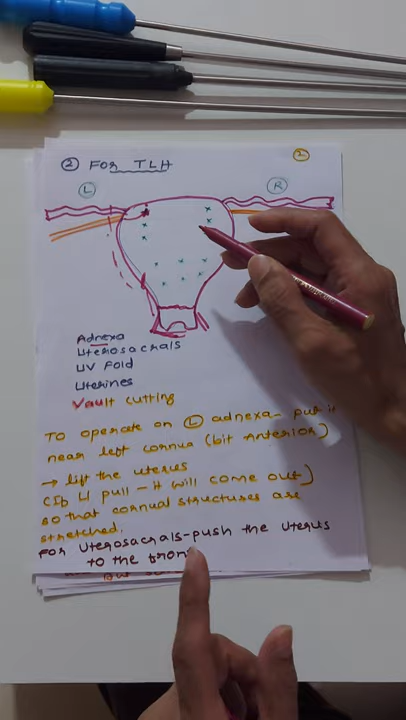 ② FOR TLH
②
Ⓛ
Ⓡ
Adnexa
Uterosacrals
UV Fold
Uterines
Vault cutting
TO operate on Ⓛ adnexa- put it
near left cornua (bit Anterior)
→ lift the uterus
(Ib U pull - it will come out)
so that cornual structures are
stretched.
FOR Uterosacrals-push the Uterus
to the
but